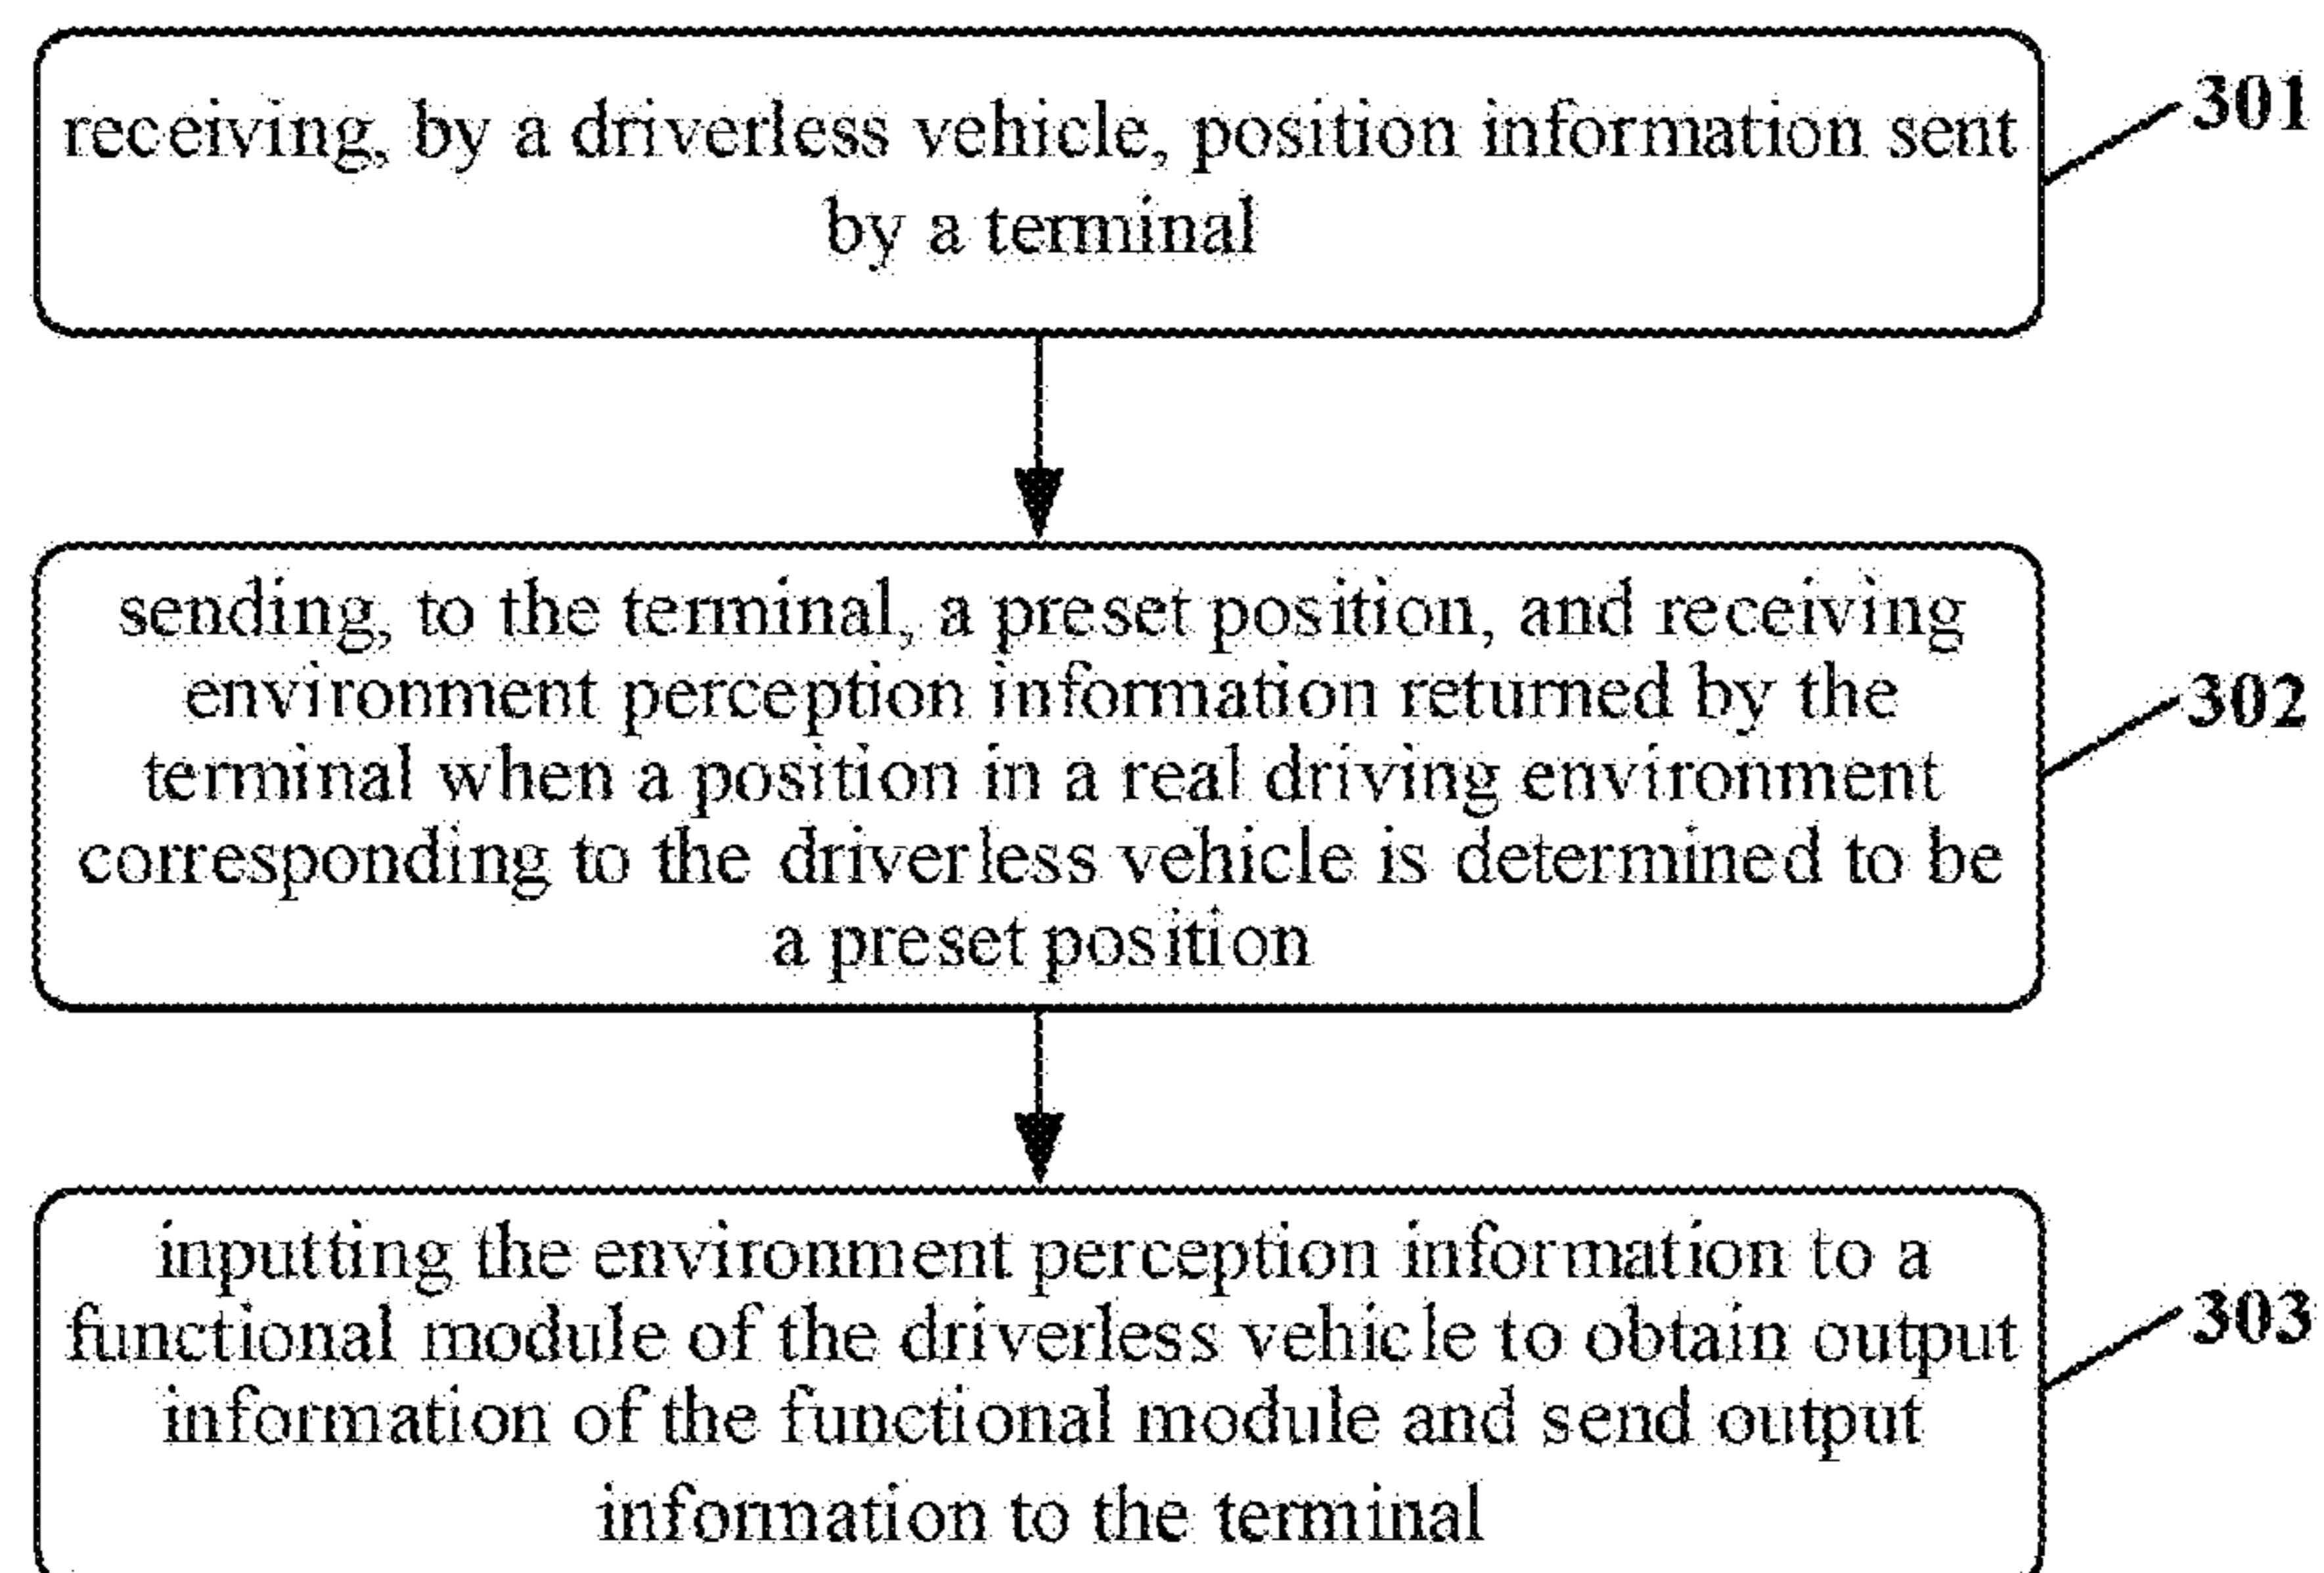 receiving, by a driverless vehicle, position information sent
by a terminal
301
sending, to the terminal, a preset position, and receiving
environment perception information returned by the
terminal when a position in a real driving environment
corresponding to the driverless vehicle is determined to be
a preset position
302
inputting the environment perception information to a
functional module of the driverless vehicle to obtain output
information of the functional module and send output
information to the terminal
303